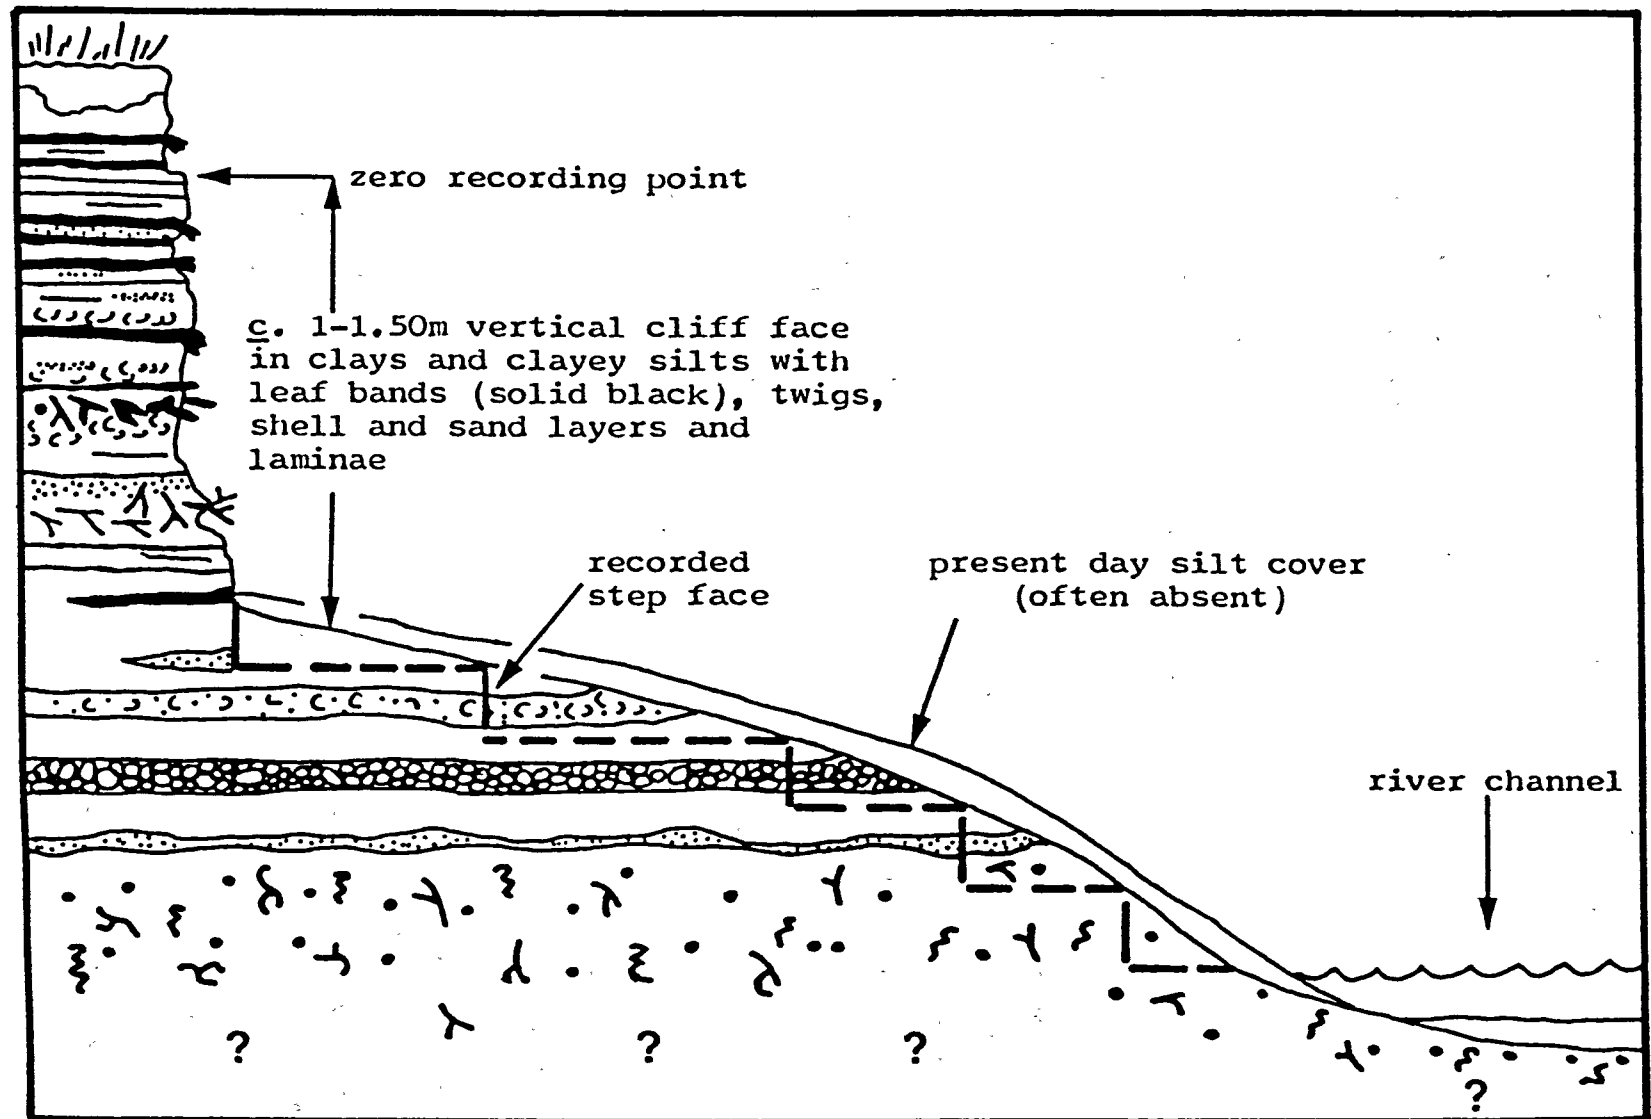 zero recording point
c. 1-1.50m vertical cliff face
in clays and clayey silts with
leaf bands (solid black), twigs,
shell and sand layers and
laminae
recorded
step face
present day silt cover
(often absent)
river channel
?
?
?
?